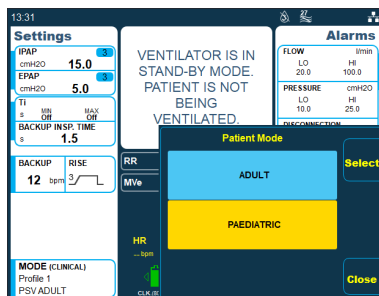 13:31
27
Settings
Alarms
IPAP 3
cmH2O 15.0
EPAP 3
cmH2O 5.0
Ti
s MIN Off MAX Off
BACKUP INSP. TIME
s 1.5
BACKUP RISE
12 bpm 3
MODE (CLINICAL)
Profile 1
PSV ADULT
VENTILATOR IS IN
STAND-BY MODE.
PATIENT IS NOT
BEING
VENTILATED.
RR
MVe
HR
-- bpm
FLOW l/min
LO HI
20.0 100.0
PRESSURE cmH2O
LO HI
10.0 25.0
DISCONNECTION
Patient Mode
ADULT
PAEDIATRIC
Select
Close